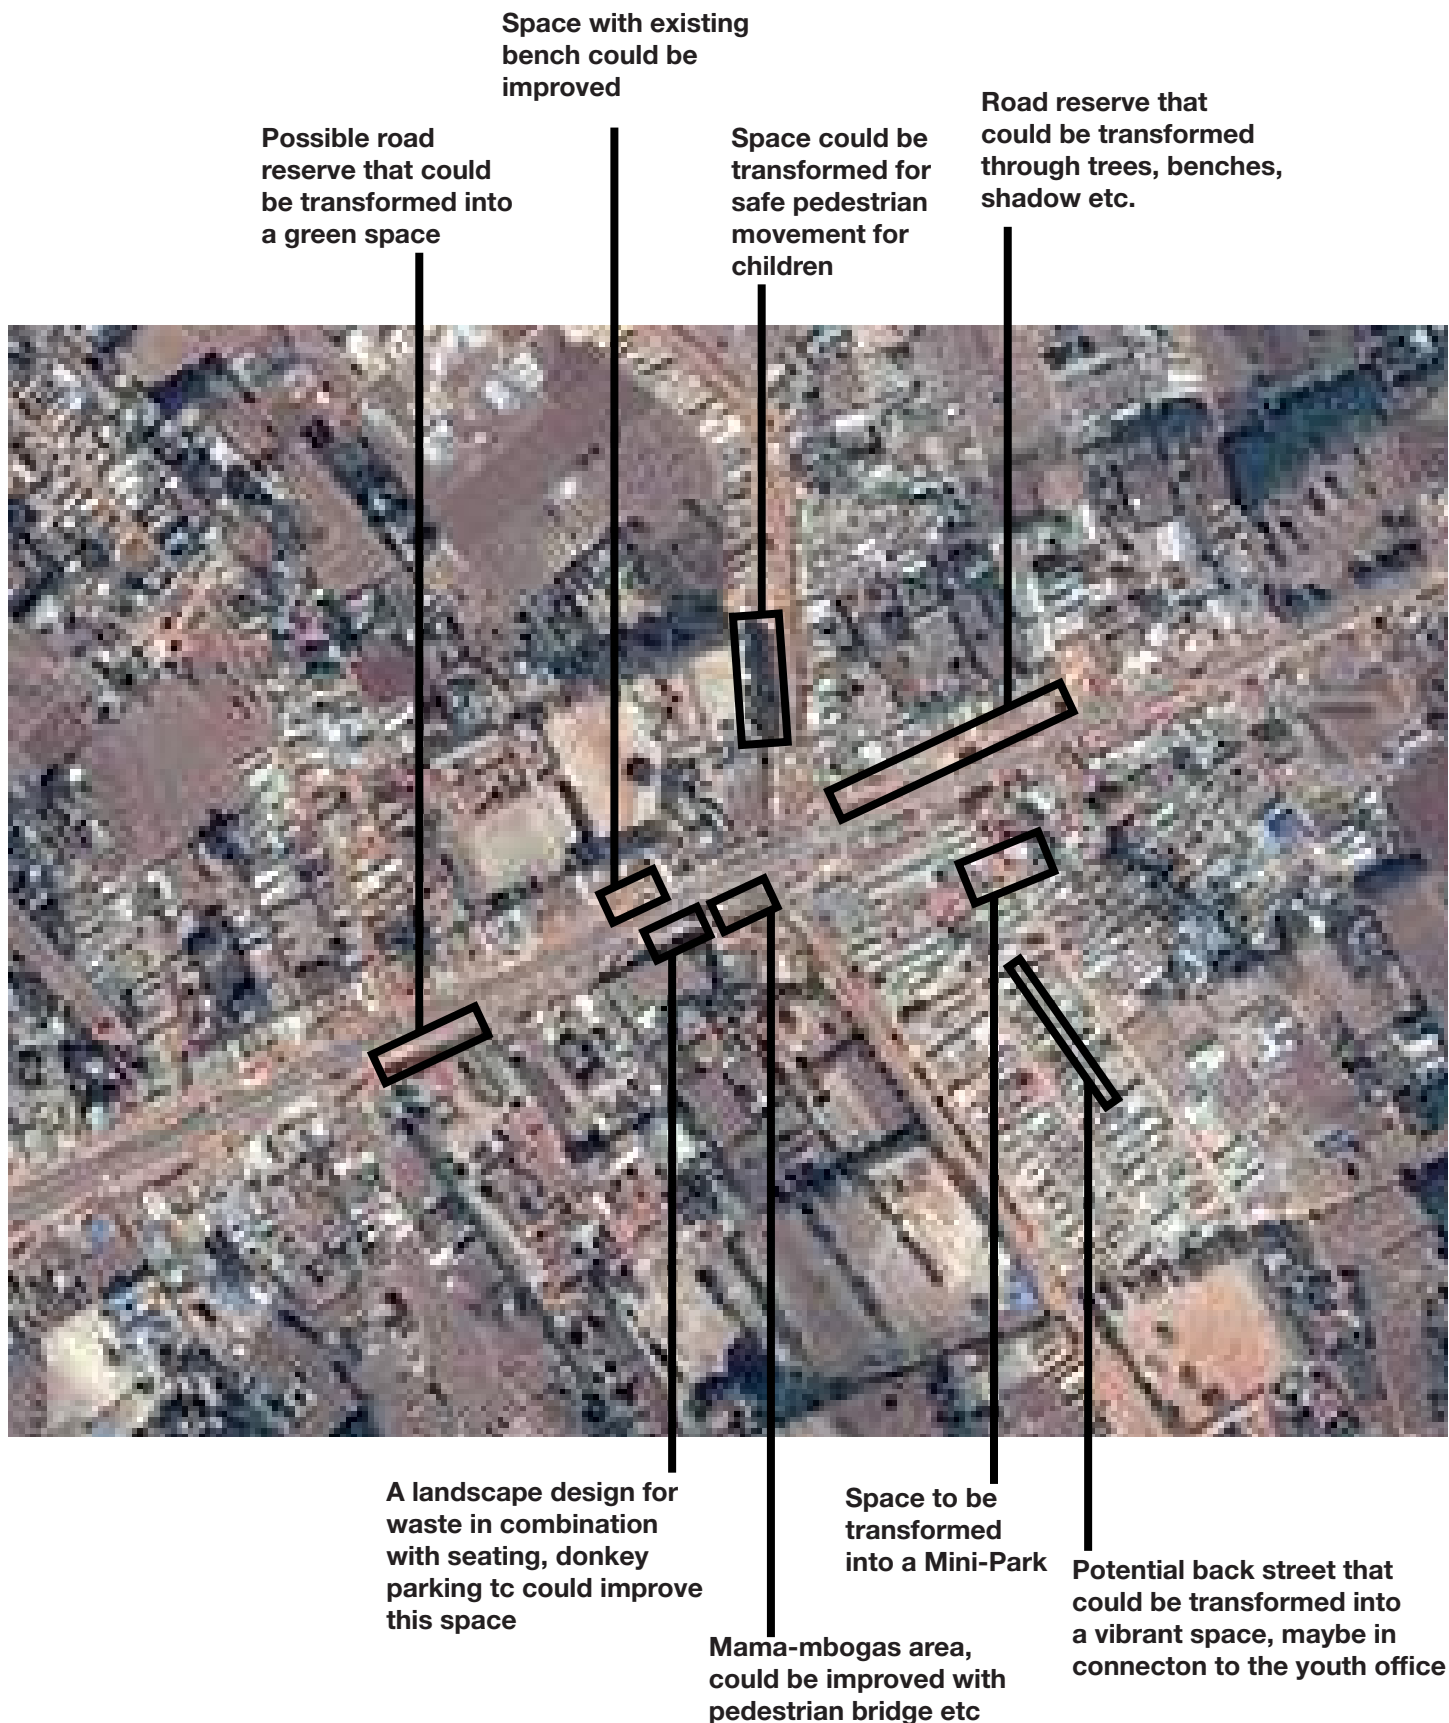 Space with existing
bench could be
improved
Possible road
reserve that could
be transformed into
a green space
Space could be
transformed for
safe pedestrian
movement for
children
Road reserve that
could be transformed
through trees, benches,
shadow etc.
A landscape design for
waste in combination
with seating, donkey
parking tc could improve
this space
Mama-mbogas area,
could be improved with
pedestrian bridge etc
Space to be
transformed
into a Mini-Park
Potential back street that
could be transformed into
a vibrant space, maybe in
connecton to the youth office